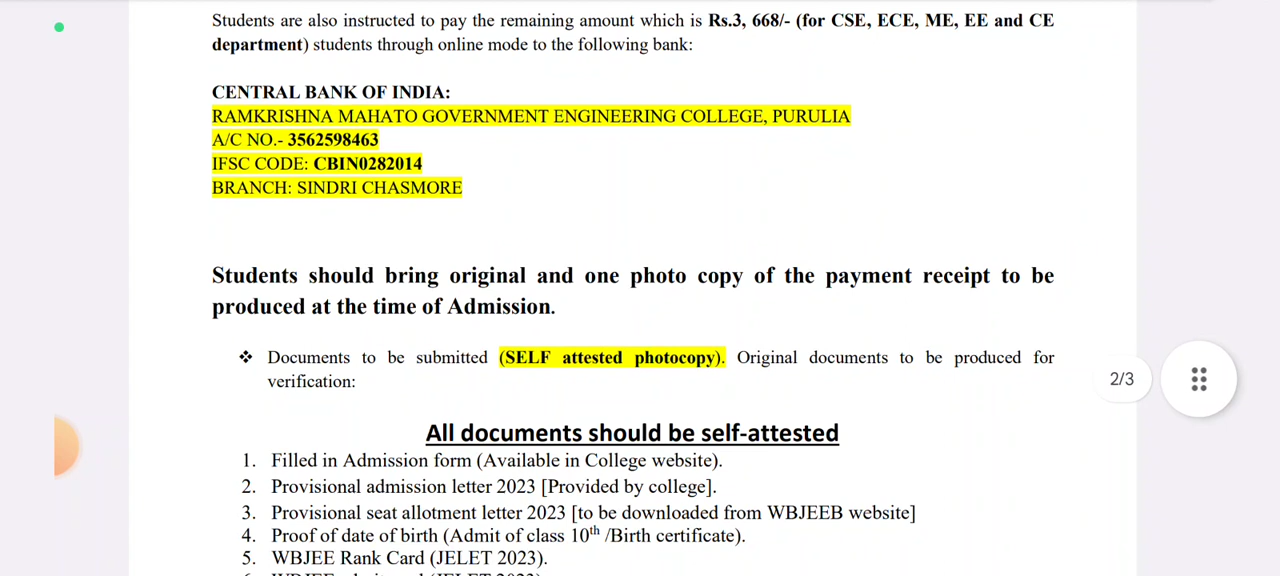 Students are also instructed to pay the remaining amount which is Rs.3, 668/- (for CSE, ECE, ME, EE and CE
department) students through online mode to the following bank:
CENTRAL BANK OF INDIA:
RAMKRISHNA MAHATO GOVERNMENT ENGINEERING COLLEGE, PURULIA
A/C NO.- 3562598463
IFSC CODE: CBIN0282014
BRANCH: SINDRI CHASMORE
Students should bring original and one photo copy of the payment receipt to be
produced at the time of Admission.
❖ Documents to be submitted (SELF attested photocopy). Original documents to be produced for
verification:
2/3
All documents should be self-attested
1. Filled in Admission form (Available in College website).
2. Provisional admission letter 2023 [Provided by college].
3. Provisional seat allotment letter 2023 [to be downloaded from WBJEEB website]
4. Proof of date of birth (Admit of class 10th /Birth certificate).
5. WBJEE Rank Card (JELET 2023).